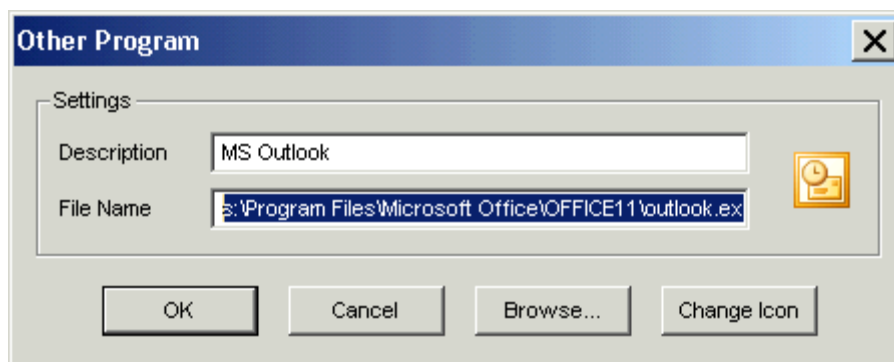 Other Program
Settings
Description MS Outlook
File Name s:\Program Files\Microsoft Office\OFFICE11\outlook.ex
OK Cancel Browse... Change Icon